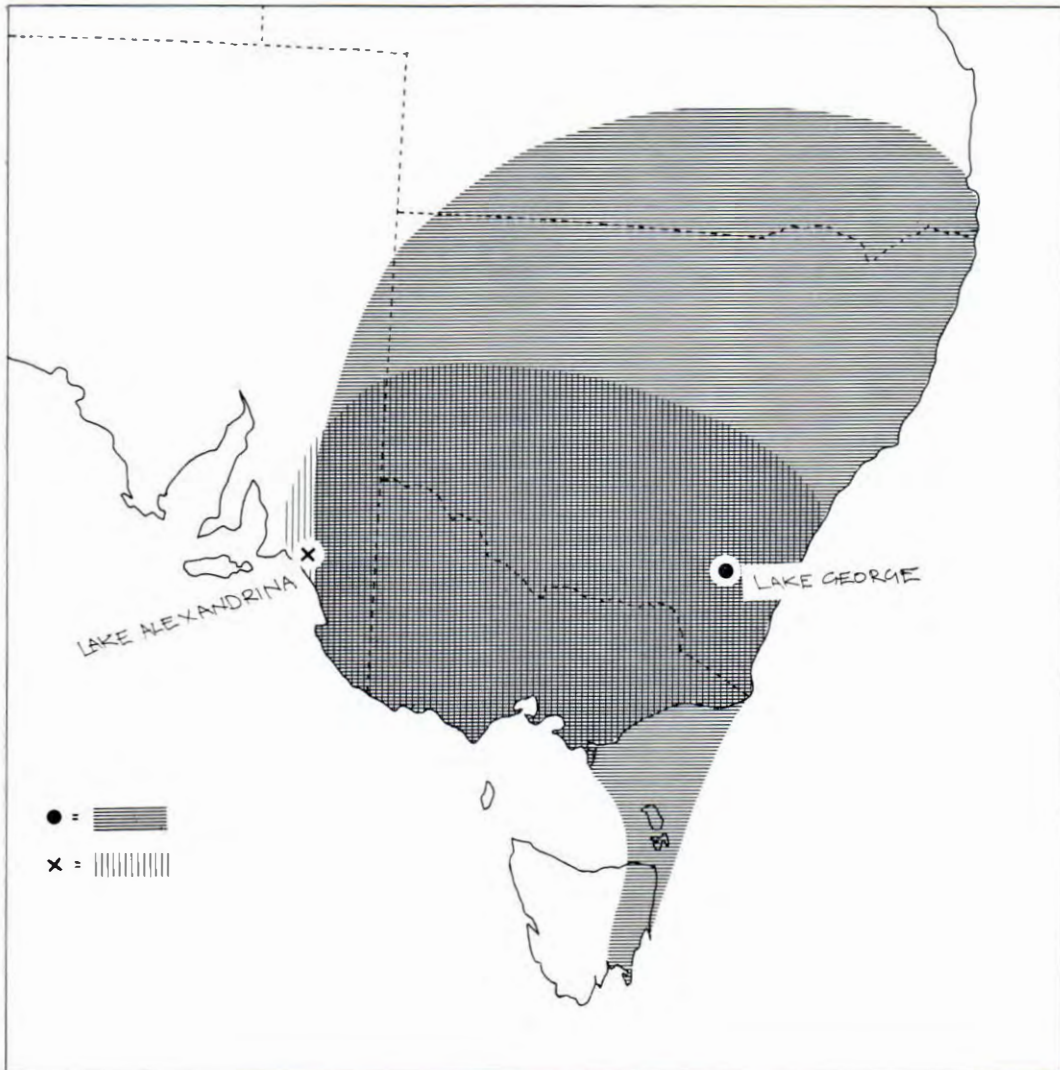 LAKE GEORGE
LAKE ALEXANDRINA
● =
× =